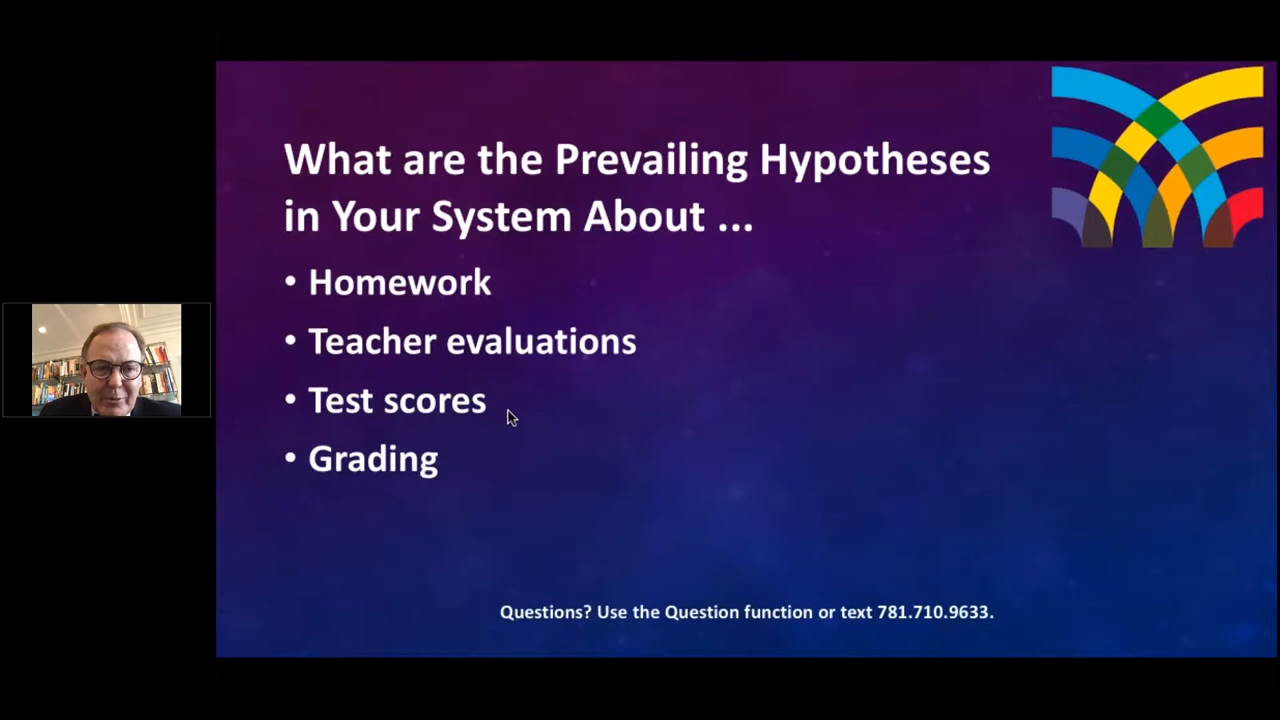 What are the Prevailing Hypotheses
in Your System About ...
• Homework
• Teacher evaluations
• Test scores
• Grading
Questions? Use the Question function or text 781.710.9633.